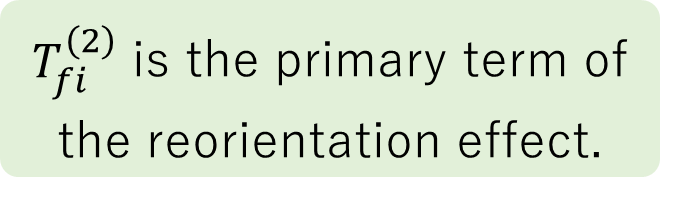 $T_{fi}^{(2)}$ is the primary term of
the reorientation effect.